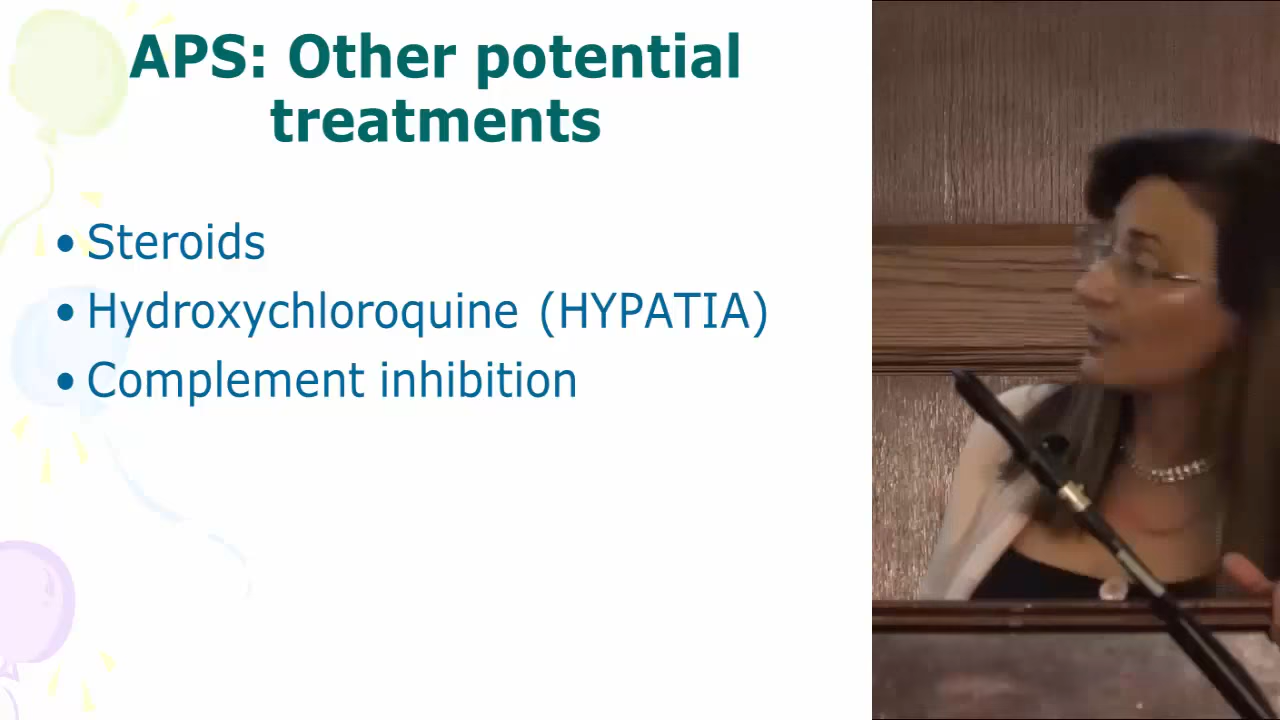 APS: Other potential
treatments
• Steroids
• Hydroxychloroquine (HYPATIA)
• Complement inhibition